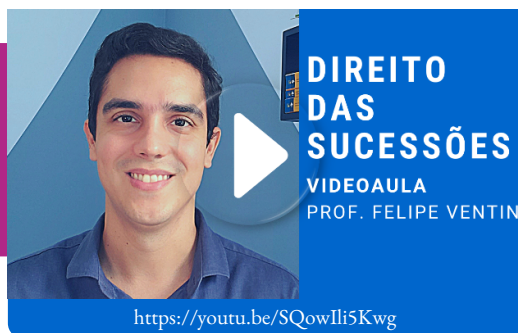 DIREITO
DAS
SUCESSÕES
VIDEOAULA
PROF. FELIPE VENTIN
https://youtu.be/SQowIli5Kwg